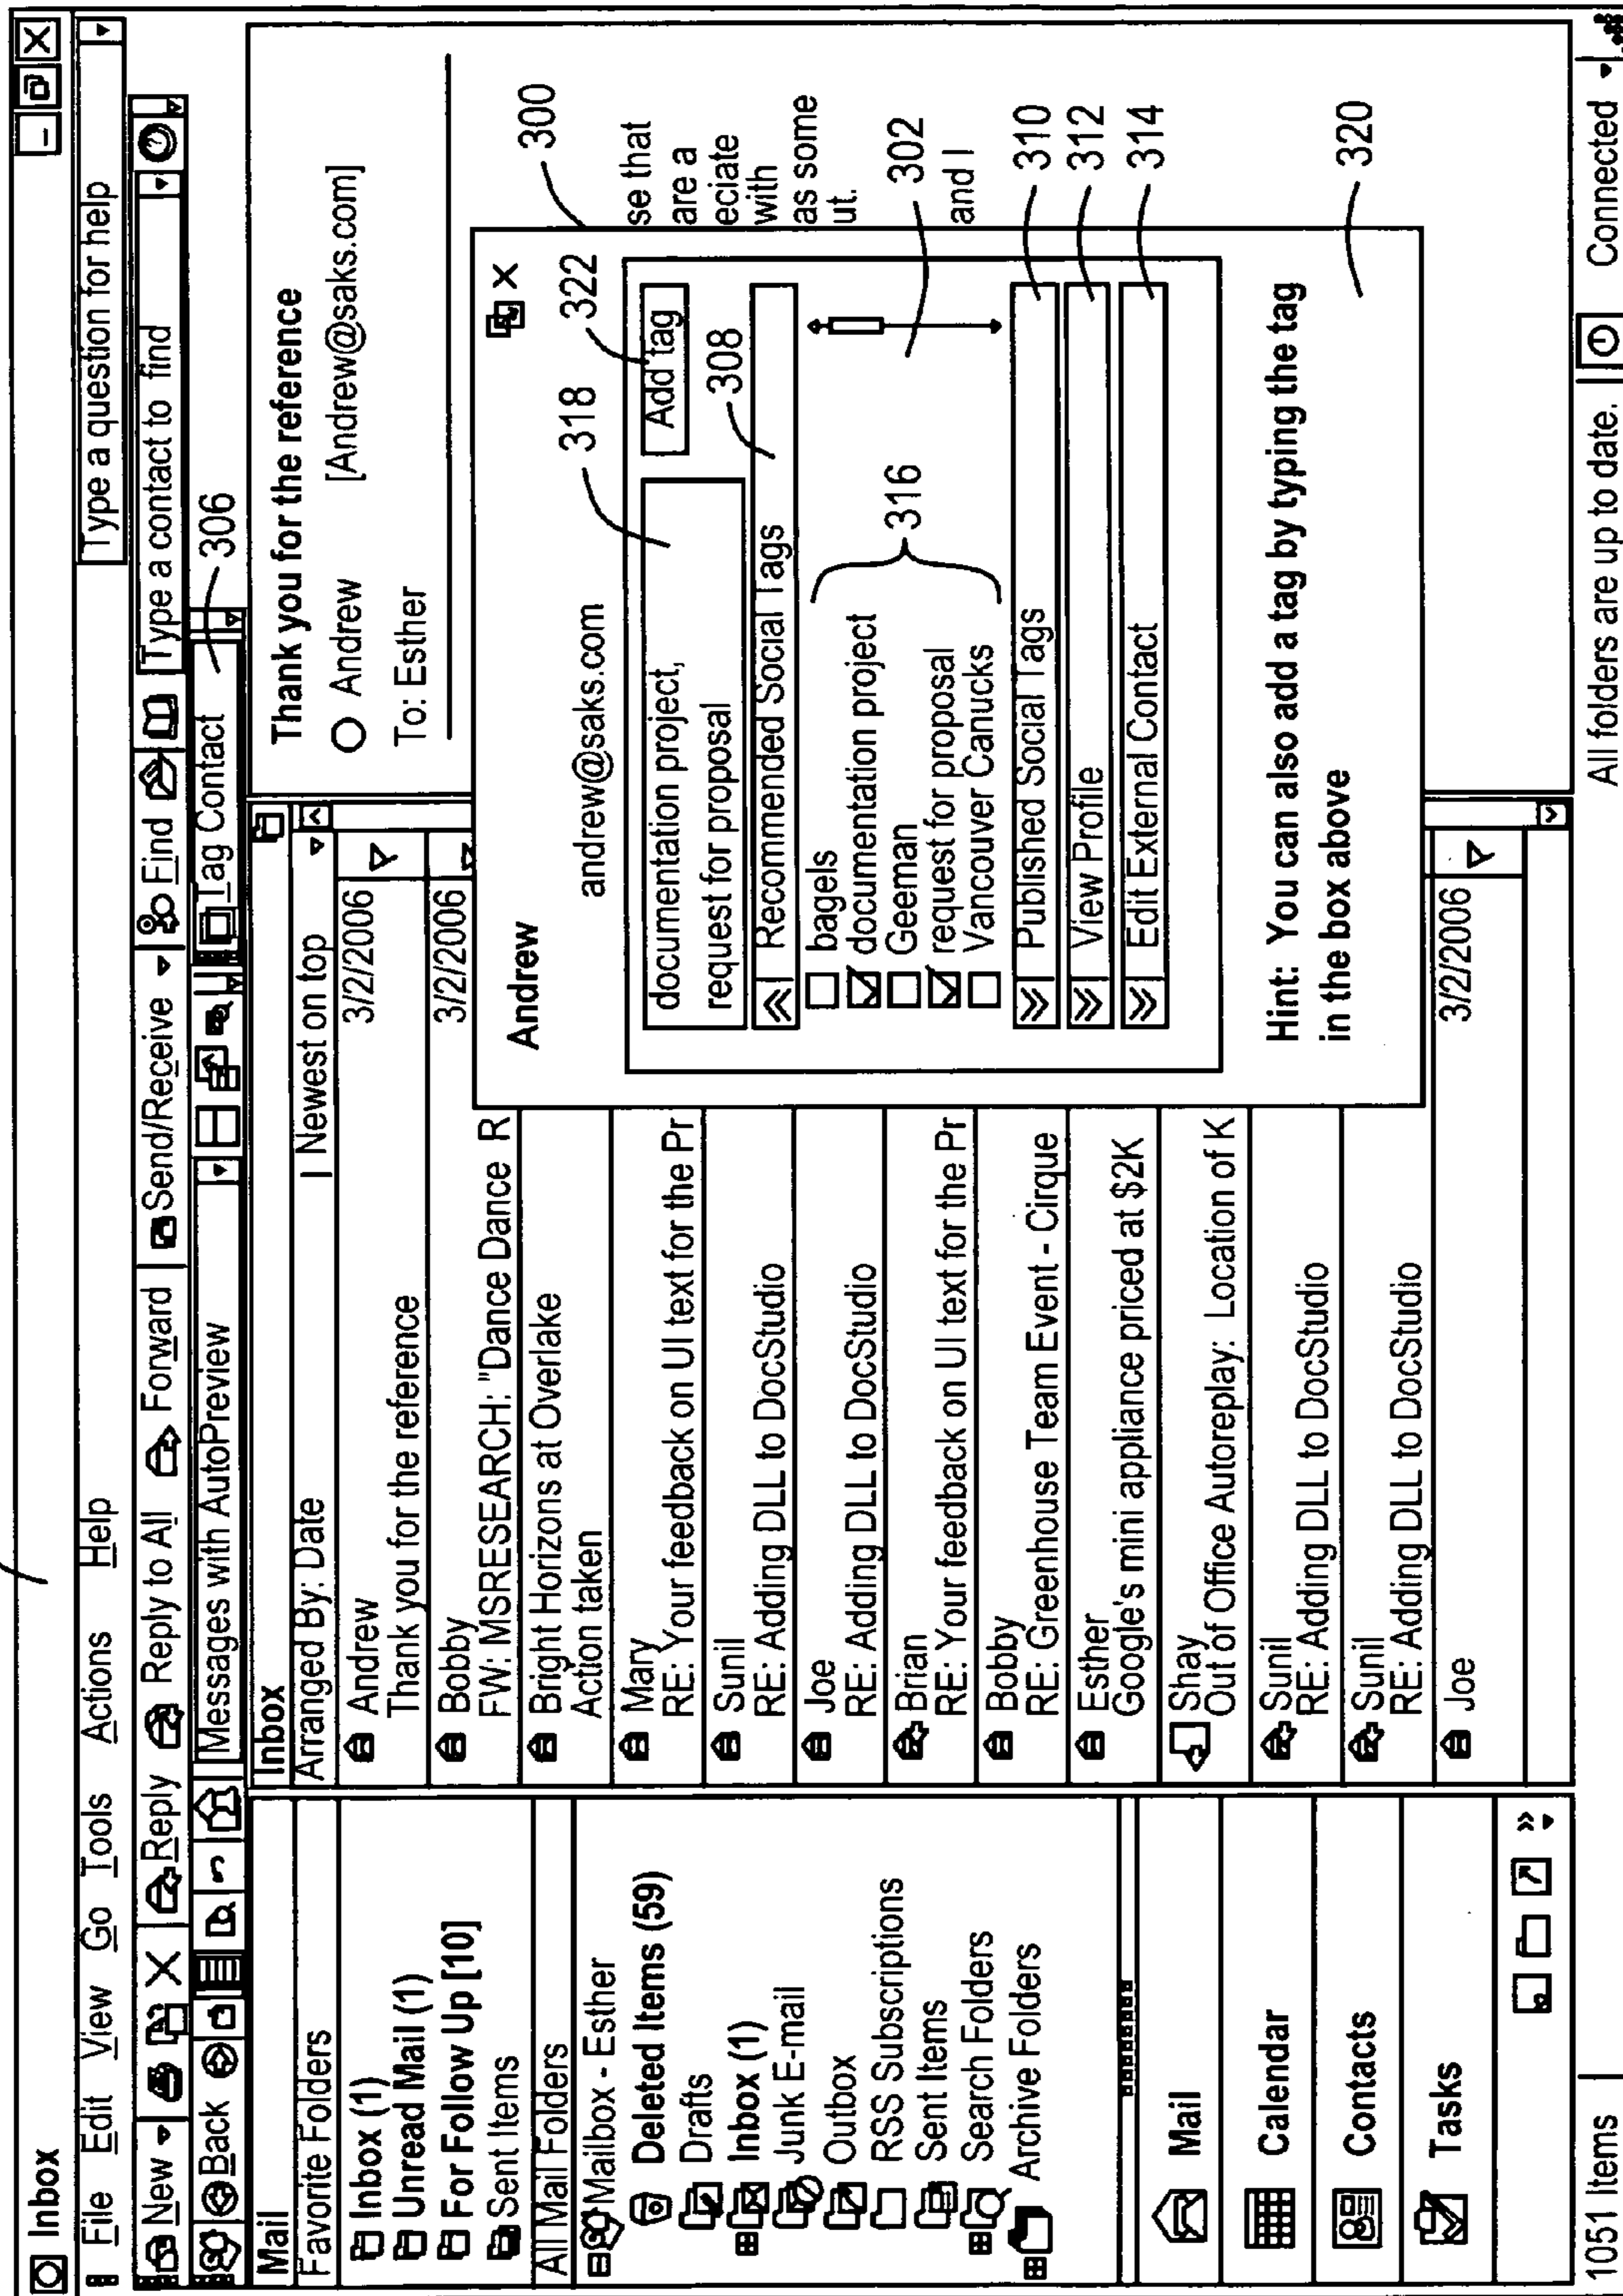 Inbox
File Edit View Go Tools Actions Help
Type a question for help
New Reply Reply to All Forward Send/Receive Find Type a contact to find
Back Messages with AutoPreview Tag Contact
306
Mail
Favorite Folders
Inbox (1)
Unread Mail (1)
For Follow Up [10]
Sent Items
All Mail Folders
Mailbox - Esther
Deleted Items (59)
Drafts
Inbox (1)
Junk E-mail
Outbox
RSS Subscriptions
Sent Items
Search Folders
Archive Folders
Mail
Calendar
Contacts
Tasks
Inbox
Arranged By: Date | Newest on top
Andrew 3/2/2006
Thank you for the reference
Bobby 3/2/2006
FW: MSRESEARCH: "Dance Dance R
Bright Horizons at Overlake
Action taken
Mary
RE: Your feedback on UI text for the Pr
Sunil
RE: Adding DLL to DocStudio
Joe
RE: Adding DLL to DocStudio
Brian
RE: Your feedback on UI text for the Pr
Bobby
RE: Greenhouse Team Event - Cirque
Esther
Google's mini appliance priced at $2K
Shay
Out of Office Autoreplay: Location of K
Sunil
RE: Adding DLL to DocStudio
Sunil
RE: Adding DLL to DocStudio
Joe 3/2/2006
Thank you for the reference
Andrew [Andrew@saks.com]
To: Esther
300
se that
are a
eciate
with
as some
ut.
and I
Andrew
andrew@saks.com
318
322
documentation project,
request for proposal
Add tag
308
Recommended Social Tags
bagels
documentation project
Geeman
request for proposal
Vancouver Canucks
316
302
Published Social Tags
310
View Profile
312
Edit External Contact
314
Hint: You can also add a tag by typing the tag
in the box above
320
1051 Items
All folders are up to date. Connected